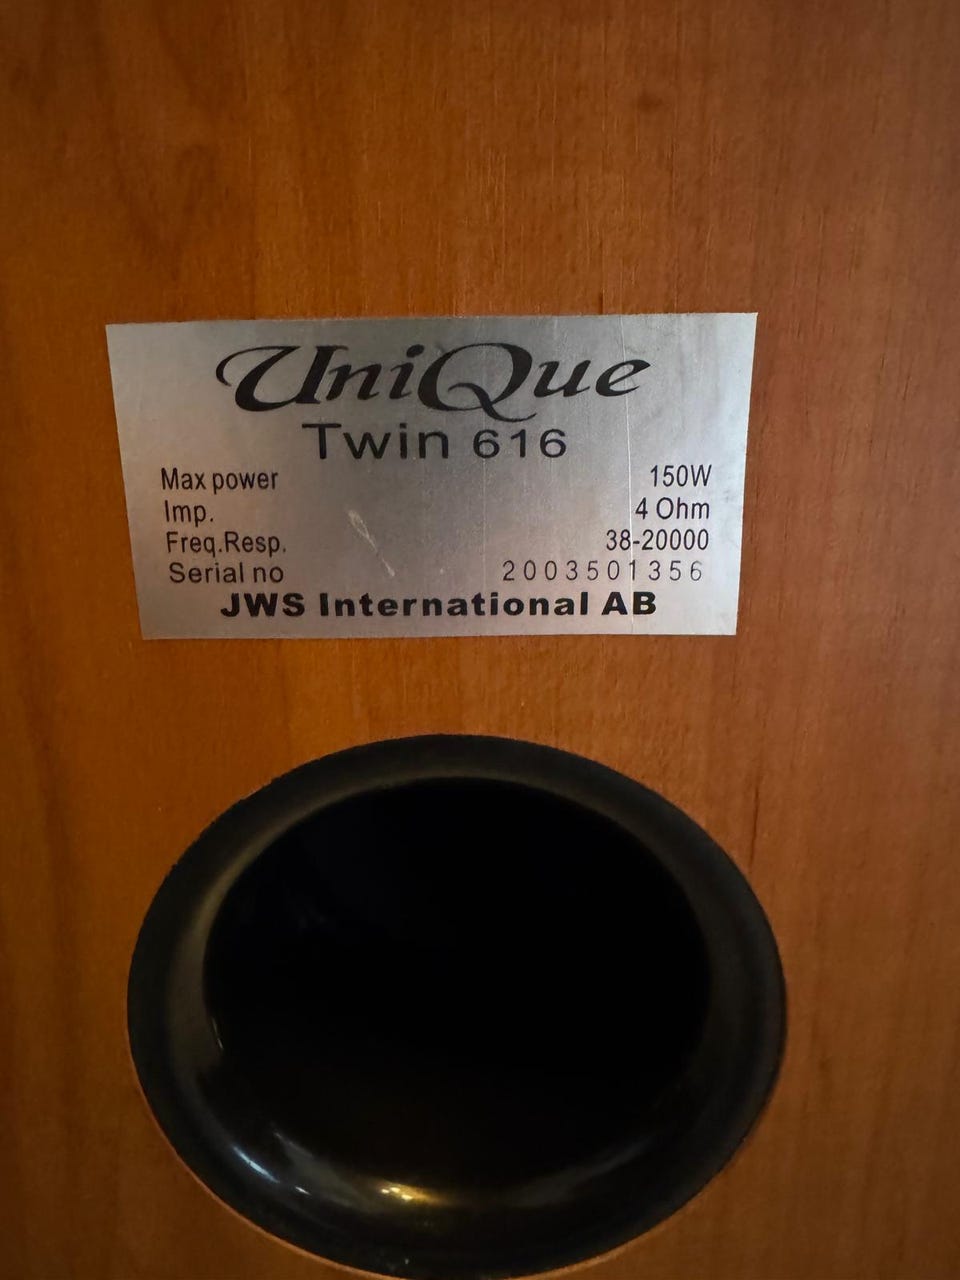 UniQue
Twin 616
Max power 150W
Imp. 4 Ohm
Freq.Resp. 38-20000
Serial no 2003501356
JWS International AB